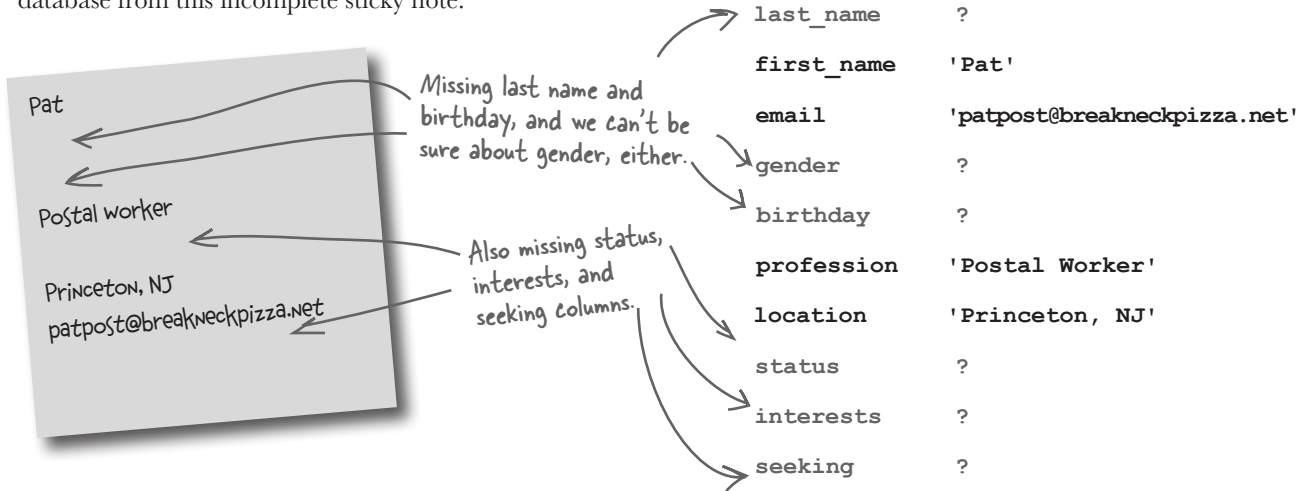 database from this incomplete sticky note.
Pat
Postal worker
Princeton, NJ
patpost@breakneckpizza.net
Missing last name and
birthday, and we can't be
sure about gender, either.
Also missing status,
interests, and
seeking columns.
last_name ?
first_name 'Pat'
email 'patpost@breakneckpizza.net'
gender ?
birthday ?
profession 'Postal Worker'
location 'Princeton, NJ'
status ?
interests ?
seeking ?